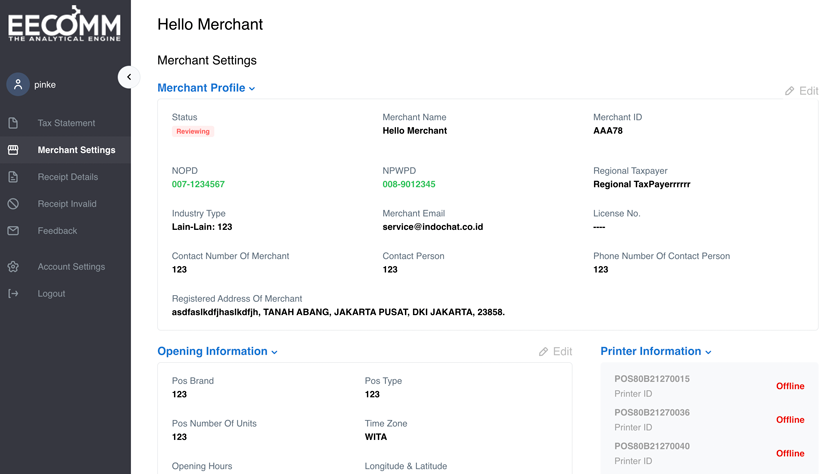 EECOMM
THE ANALYTICAL ENGINE
pinke
Tax Statement
Merchant Settings
Receipt Details
Receipt Invalid
Feedback
Account Settings
Logout
Hello Merchant
Merchant Settings
Merchant Profile
Edit
Status
Merchant Name
Merchant ID
Reviewing
Hello Merchant
AAA78
NOPD
NPWPD
Regional Taxpayer
007-1234567
008-9012345
Regional TaxPayerrrrrr
Industry Type
Merchant Email
License No.
Lain-Lain: 123
service@indochat.co.id
----
Contact Number Of Merchant
Contact Person
Phone Number Of Contact Person
123
123
123
Registered Address Of Merchant
asdfaslkdfjhaslkdfjh, TANAH ABANG, JAKARTA PUSAT, DKI JAKARTA, 23858.
Opening Information
Edit
Pos Brand
Pos Type
123
123
Pos Number Of Units
Time Zone
123
WITA
Opening Hours
Longitude & Latitude
Printer Information
POS80B21270015
Printer ID
Offline
POS80B21270036
Printer ID
Offline
POS80B21270040
Printer ID
Offline